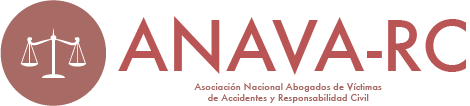 ANAVA-RC
Asociación Nacional Abogados de Víctimas
de Accidentes y Responsabilidad Civil